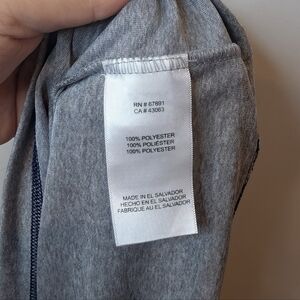 RN # 67891
CA # 43063
100% POLYESTER
100% POLIÉSTER
100% POLYESTER
MADE IN EL SALVADOR
HECHO EN EL SALVADOR
FABRIQUE AU EL SALVADOR